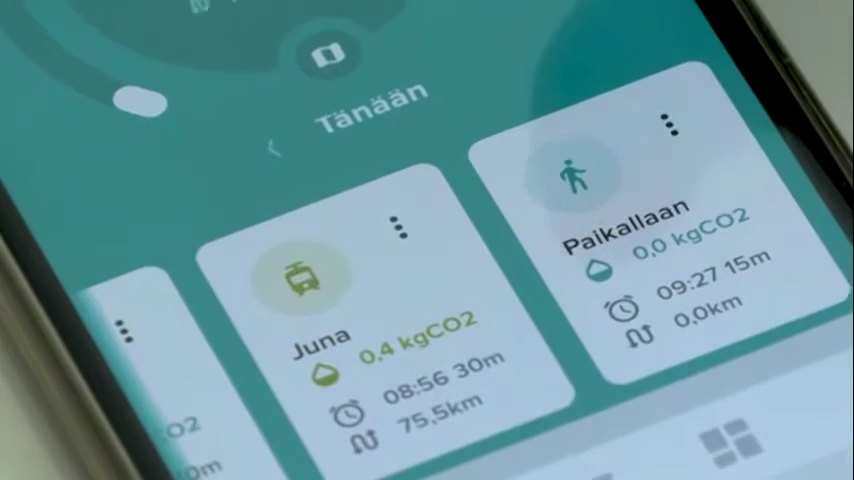 Tänään
Juna
0,4 kgCO2
08:56 30m
75,5km
Paikallaan
0,0 kgCO2
09:27 15m
0,0km